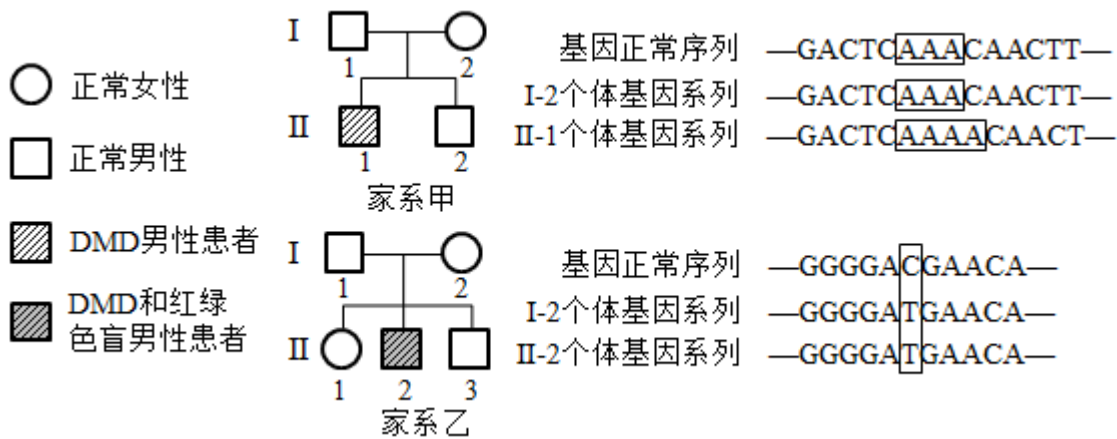 正常女性
正常男性
DMD男性患者
DMD和红绿
色盲男性患者
I
1 2
II
1 2
家系甲
基因正常序列 —GACTCAAACAACTT—
I-2个体基因系列 —GACTCAAACAACTT—
II-1个体基因系列 —GACTCAAAACAACT—
I
1 2
II
1 2 3
家系乙
基因正常序列 —GGGGACGAACA—
I-2个体基因系列 —GGGGATGAACA—
II-2个体基因系列 —GGGGATGAACA—